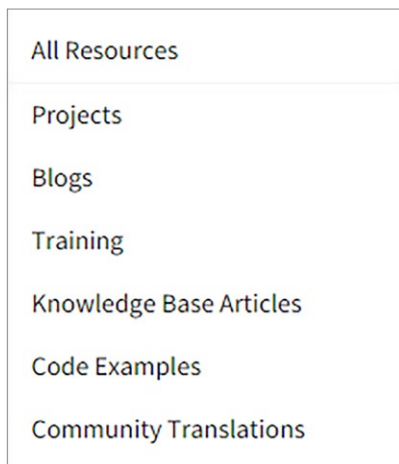 All Resources
Projects
Blogs
Training
Knowledge Base Articles
Code Examples
Community Translations